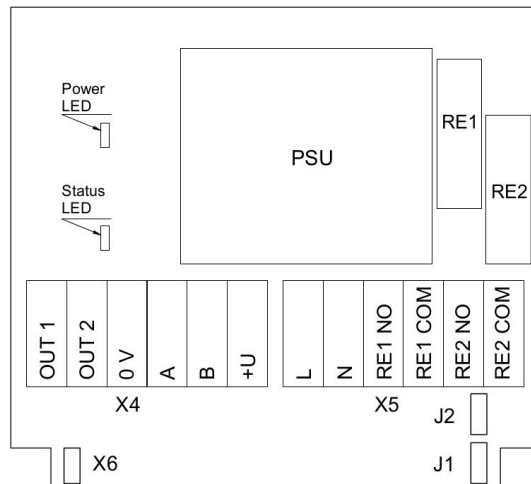 Power
LED
PSU
RE1
RE2
Status
LED
OUT 1
OUT 2
0 V
A
B
+U
L
N
RE1 NO
RE1 COM
RE2 NO
RE2 COM
X4
X5
J2
X6
J1